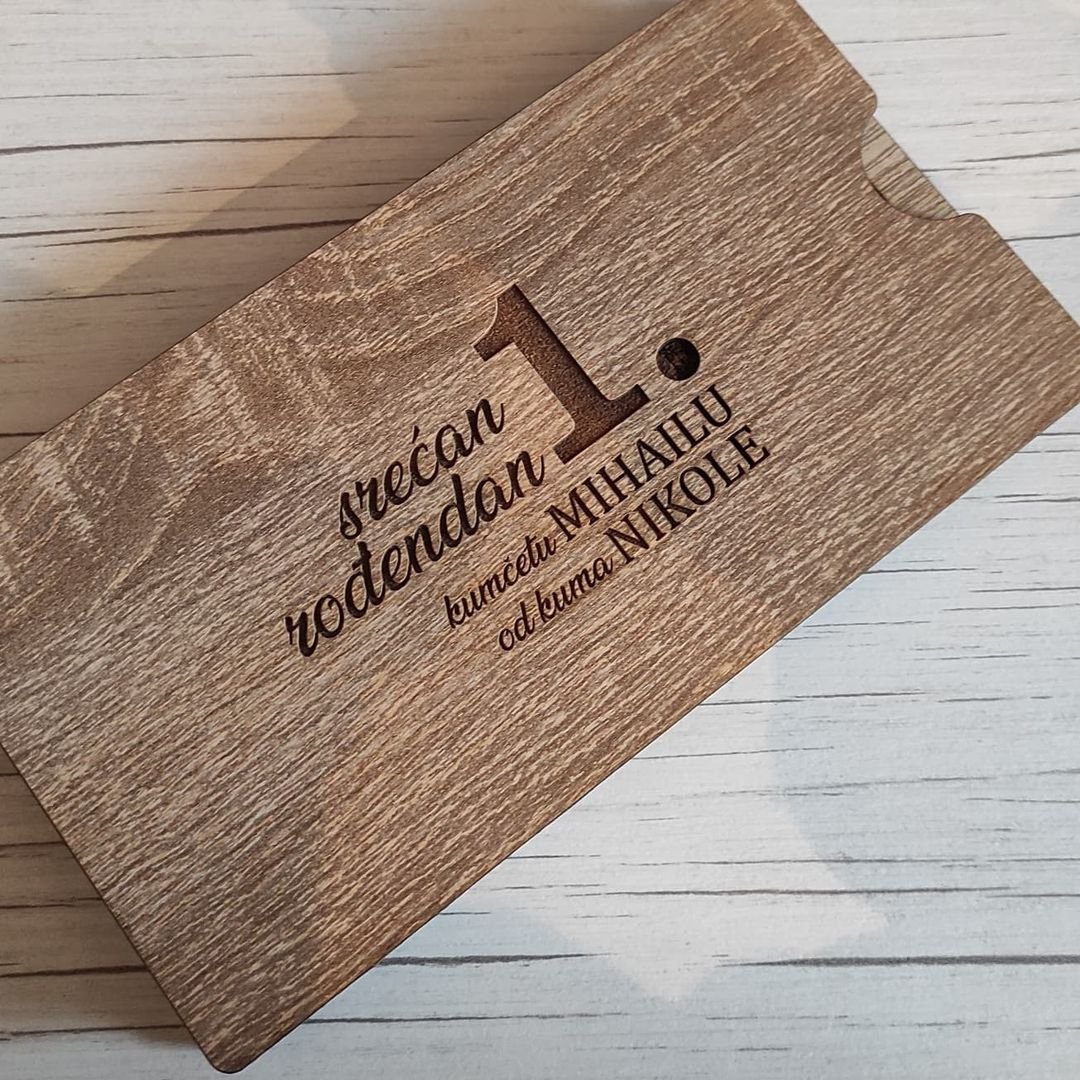 srećan
rođendan 1.
kumčetu MIHAILU
od kuma NIKOLE